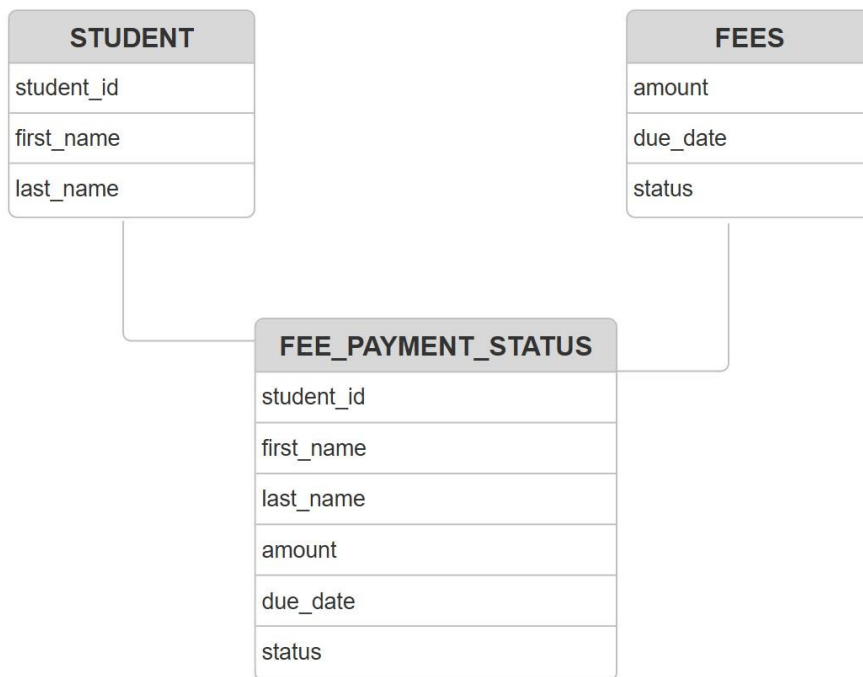 STUDENT
student_id
first_name
last_name
FEES
amount
due_date
status
FEE_PAYMENT_STATUS
student_id
first_name
last_name
amount
due_date
status